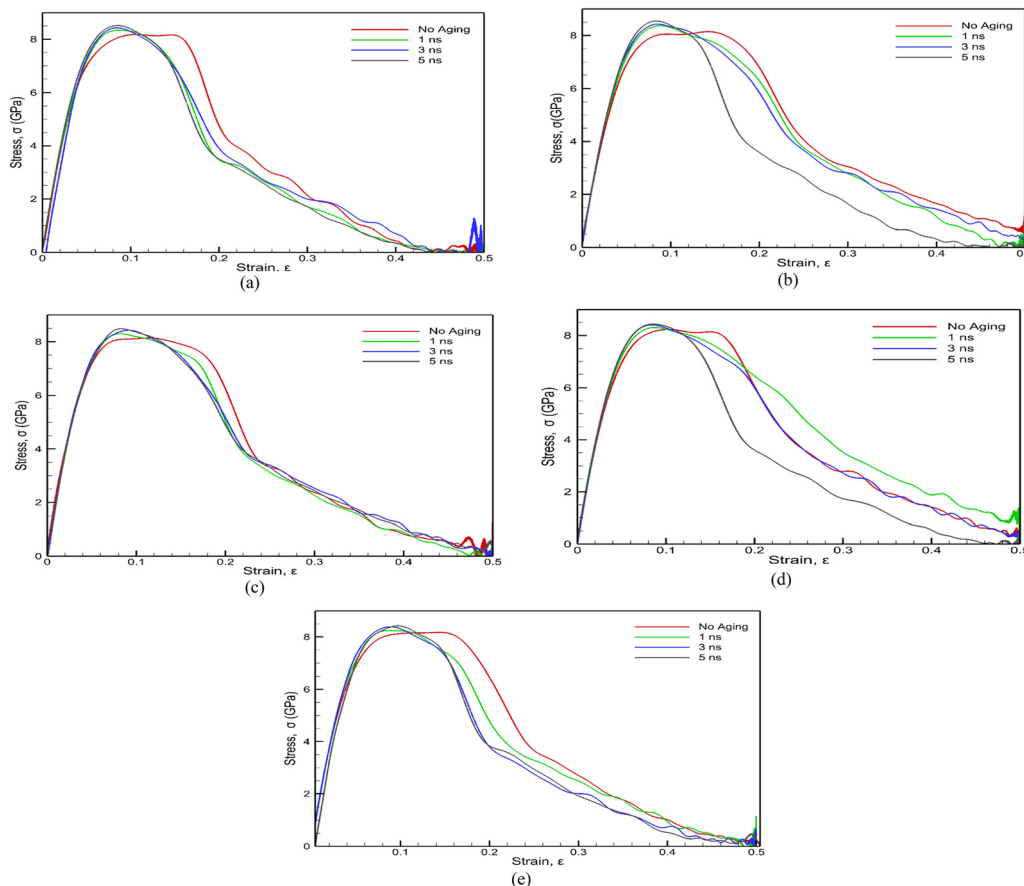 No Aging
1 ns
3 ns
5 ns
8
6
4
2
0
Stress, σ (GPa)
0 0.1 0.2 0.3 0.4 0.5
Strain. ε
(a)
No Aging
1 ns
3 ns
5 ns
8
6
4
2
0
Stress, σ(GPa)
0 0.1 0.2 0.3 0.4 0.5
Strain, ε
(b)
No Aging
1 ns
3 ns
5 ns
8
6
4
2
0
Stress, σ (GPa)
0 0.1 0.2 0.3 0.4 0.5
Strain, ε
(c)
No Aging
1 ns
3 ns
5 ns
8
6
4
2
0
Stress, σ (GPa)
0 0.1 0.2 0.3 0.4 0.5
Strain, ε
(d)
No Aging
1 ns
3 ns
5 ns
8
6
4
2
0
Stress, σ (GPa)
0.1 0.2 0.3 0.4 0.5
Strain, ε
(e)